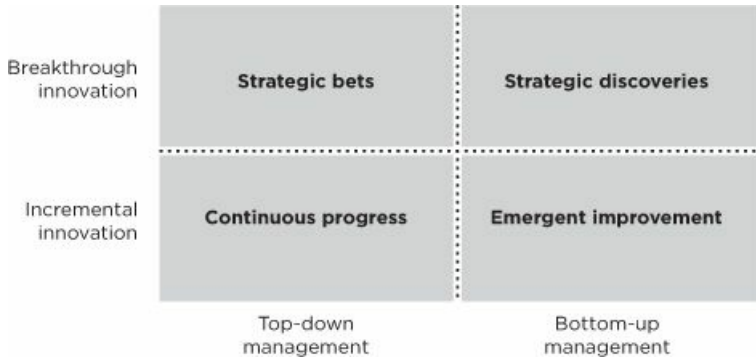 Breakthrough
innovation
Strategic bets
Strategic discoveries
Incremental
innovation
Continuous progress
Emergent improvement
Top-down
management
Bottom-up
management